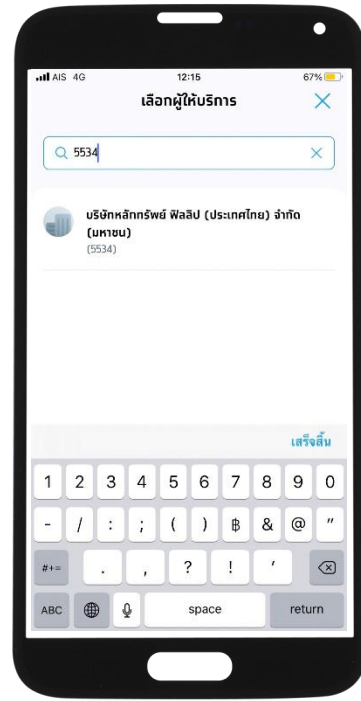 AIS 4G 12:15 67%
เลือกผู้ให้บริการ
5534
บริษัทหลักทรัพย์ ฟิลลิป (ประเทศไทย) จำกัด
(มหาชน)
(5534)
เสร็จสิ้น
1 2 3 4 5 6 7 8 9 0
- / : ; ( ) ฿ & @ "
#+= . , ? ! '
ABC space return